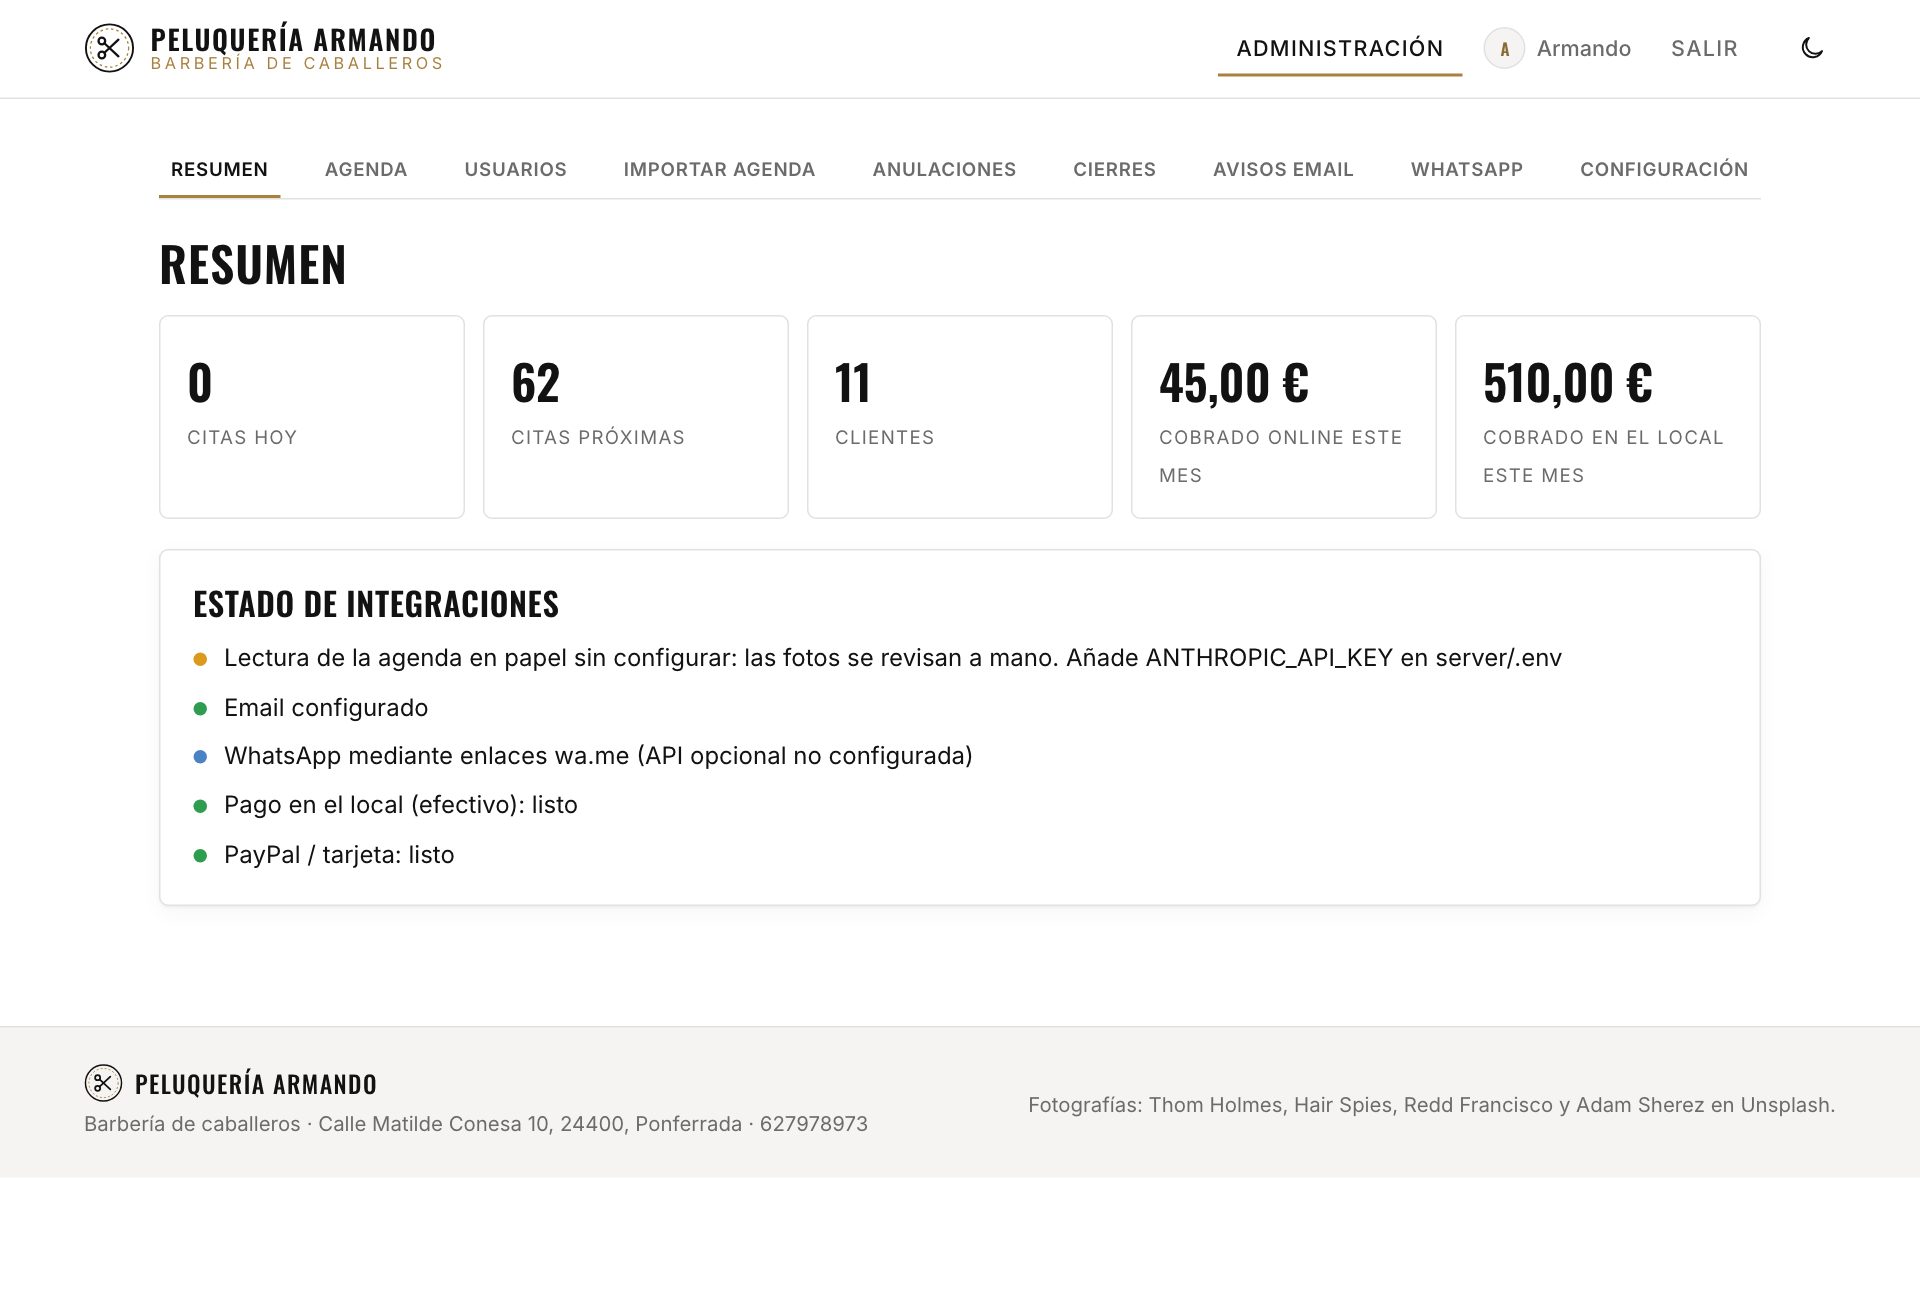 PELUQUERÍA ARMANDO
BARBERÍA DE CABALLEROS
ADMINISTRACIÓN
A
Armando
SALIR
RESUMEN
AGENDA
USUARIOS
IMPORTAR AGENDA
ANULACIONES
CIERRES
AVISOS EMAIL
WHATSAPP
CONFIGURACIÓN
RESUMEN
0
CITAS HOY
62
CITAS PRÓXIMAS
11
CLIENTES
45,00 €
COBRADO ONLINE ESTE
MES
510,00 €
COBRADO EN EL LOCAL
ESTE MES
ESTADO DE INTEGRACIONES
Lectura de la agenda en papel sin configurar: las fotos se revisan a mano. Añade ANTHROPIC_API_KEY en server/.env
Email configurado
WhatsApp mediante enlaces wa.me (API opcional no configurada)
Pago en el local (efectivo): listo
PayPal / tarjeta: listo
PELUQUERÍA ARMANDO
Barbería de caballeros · Calle Matilde Conesa 10, 24400, Ponferrada · 627978973
Fotografías: Thom Holmes, Hair Spies, Redd Francisco y Adam Sherez en Unsplash.